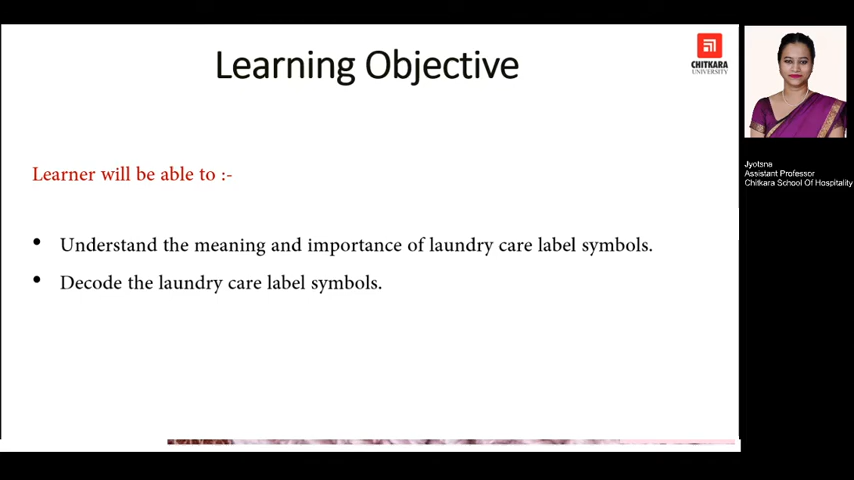 Learning Objective
CHITKARA
UNIVERSITY
Learner will be able to :-
• Understand the meaning and importance of laundry care label symbols.
• Decode the laundry care label symbols.
Jyotsna
Assistant Professor
Chitkara School Of Hospitality